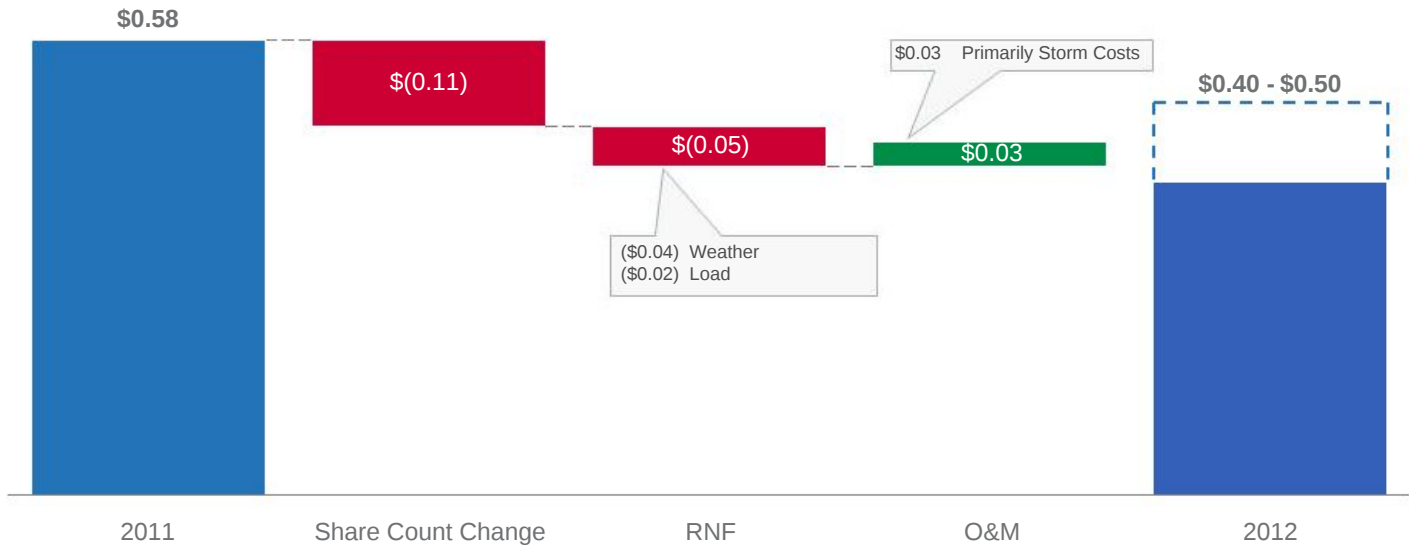 $0.58
$(0.11)
$0.03 Primarily Storm Costs
$0.40 - $0.50
$(0.05)
$0.03
($0.04) Weather
($0.02) Load
2011
Share Count Change
RNF
O&M
2012